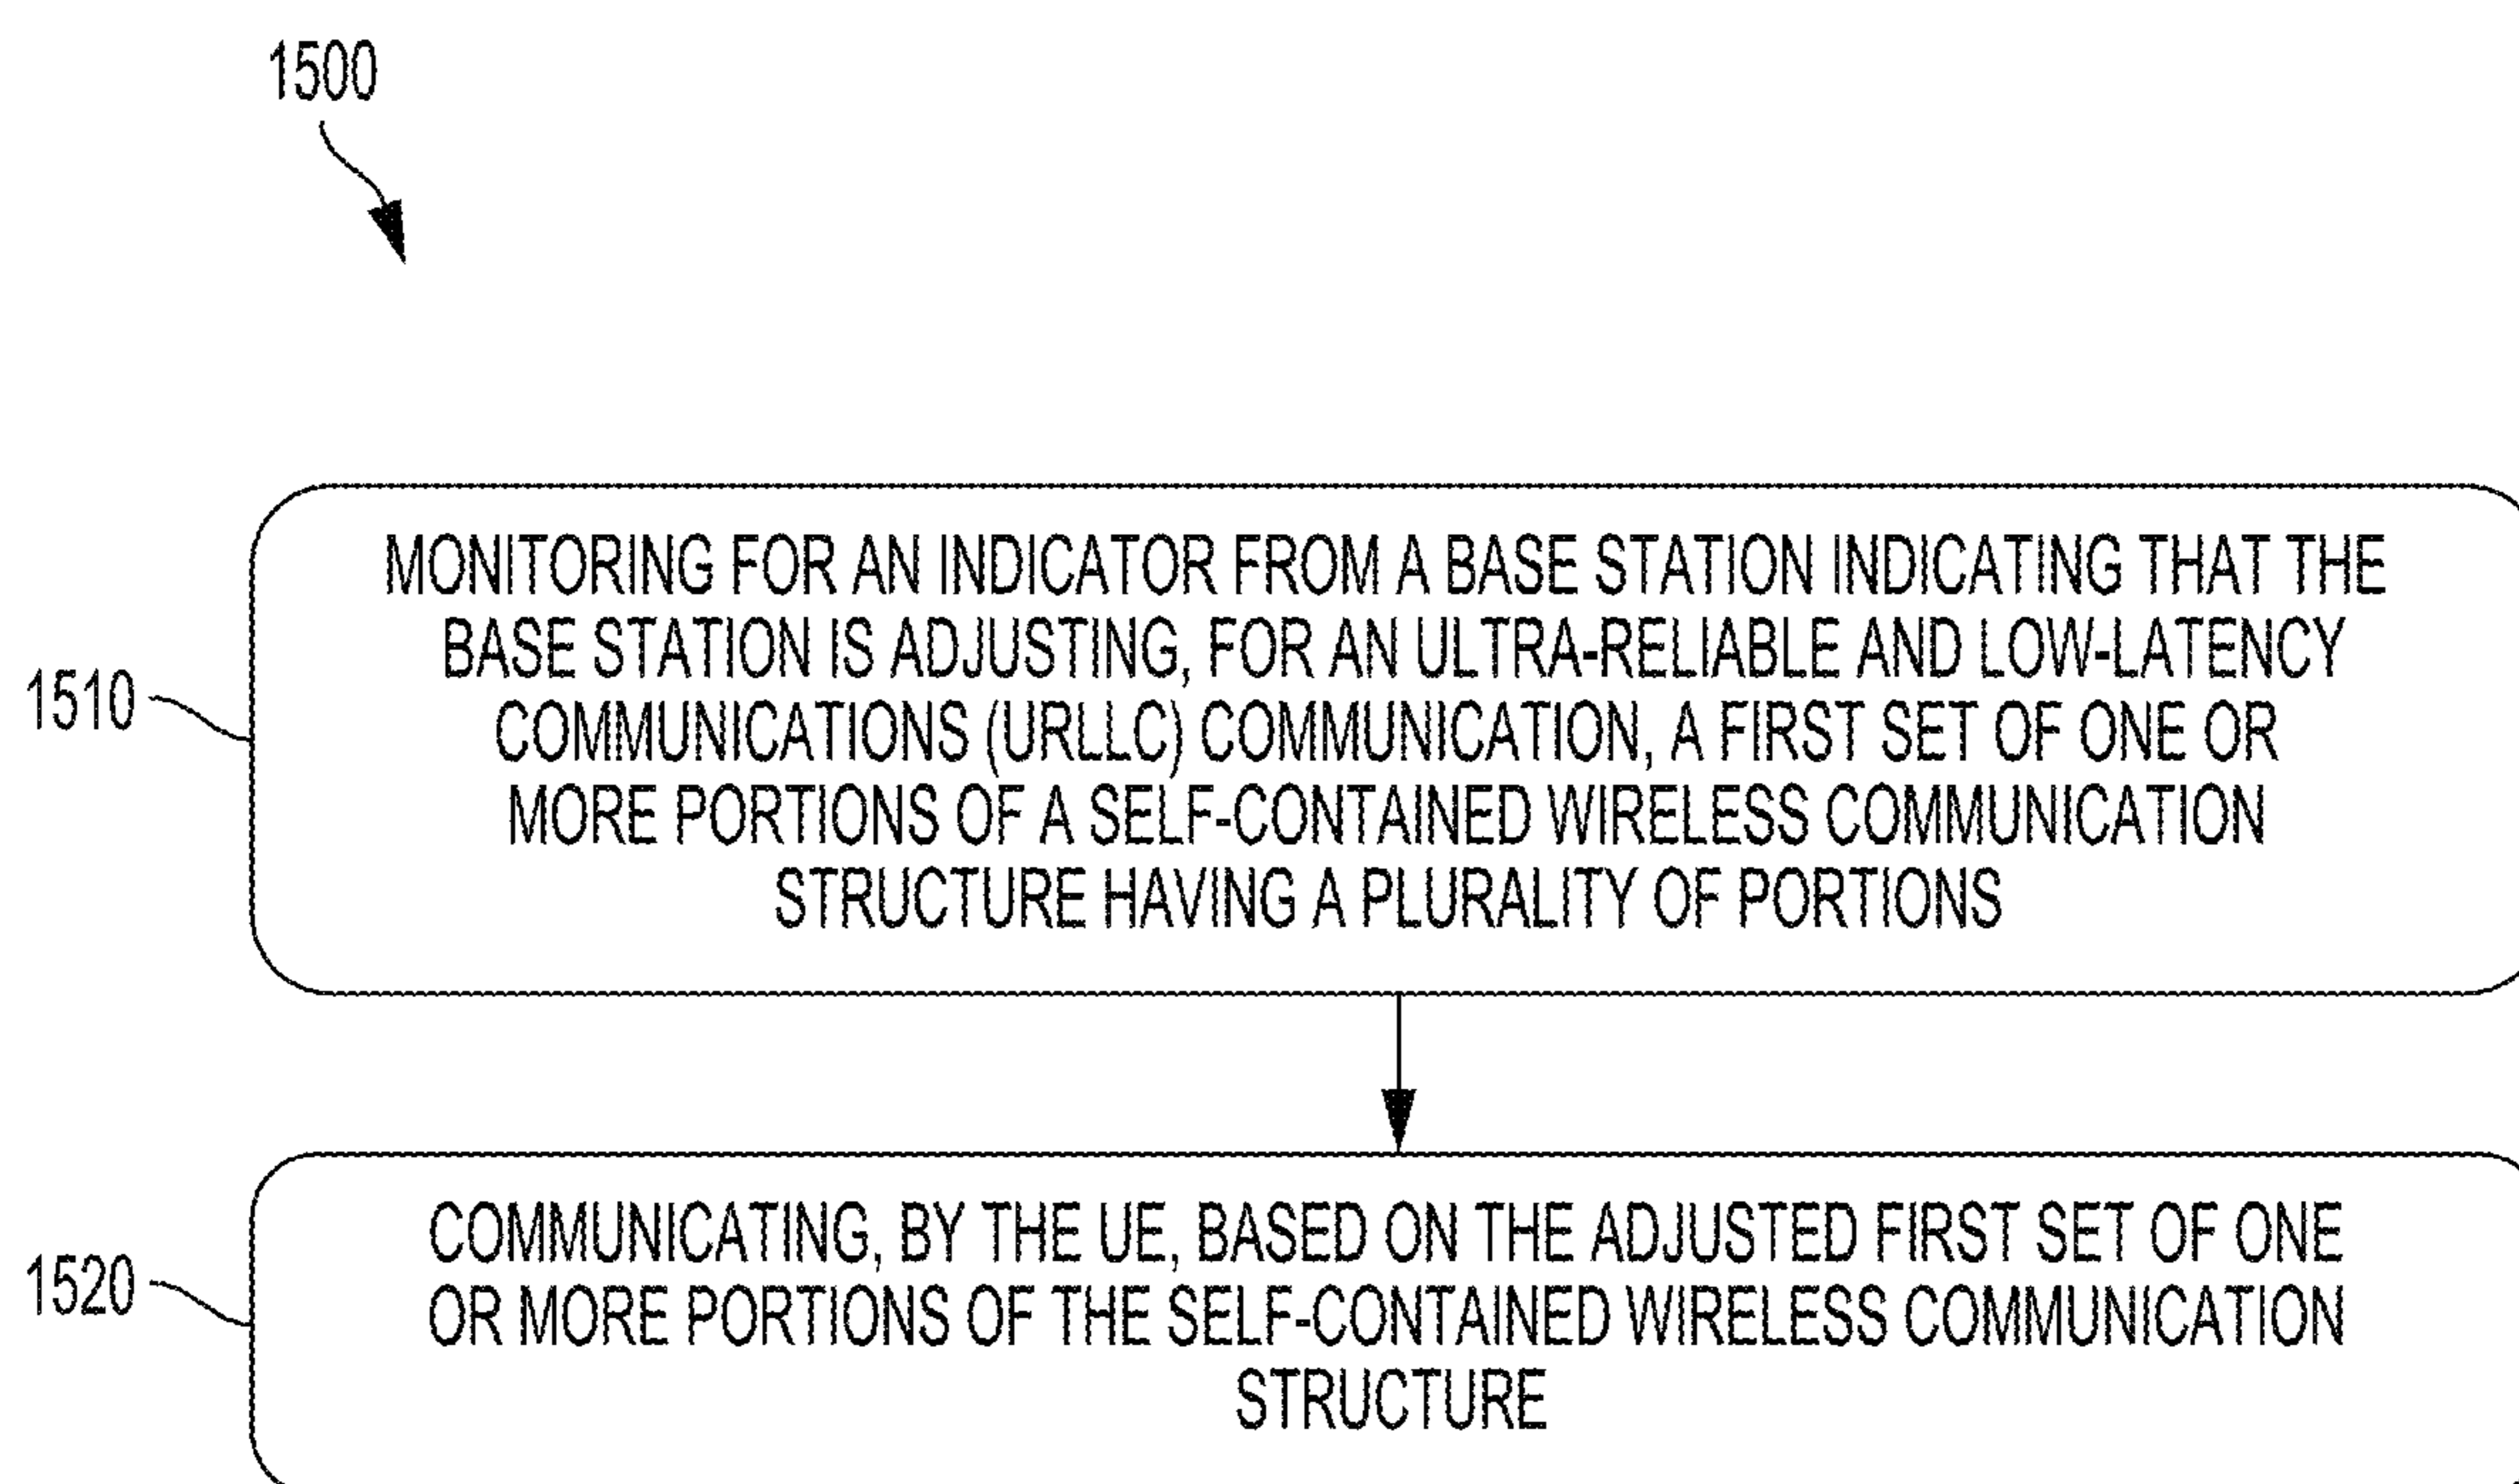 1500
MONITORING FOR AN INDICATOR FROM A BASE STATION INDICATING THAT THE
BASE STATION IS ADJUSTING, FOR AN ULTRA-RELIABLE AND LOW-LATENCY
COMMUNICATIONS (URLLC) COMMUNICATION, A FIRST SET OF ONE OR
MORE PORTIONS OF A SELF-CONTAINED WIRELESS COMMUNICATION
STRUCTURE HAVING A PLURALITY OF PORTIONS
1510
COMMUNICATING, BY THE UE, BASED ON THE ADJUSTED FIRST SET OF ONE
OR MORE PORTIONS OF THE SELF-CONTAINED WIRELESS COMMUNICATION
STRUCTURE
1520